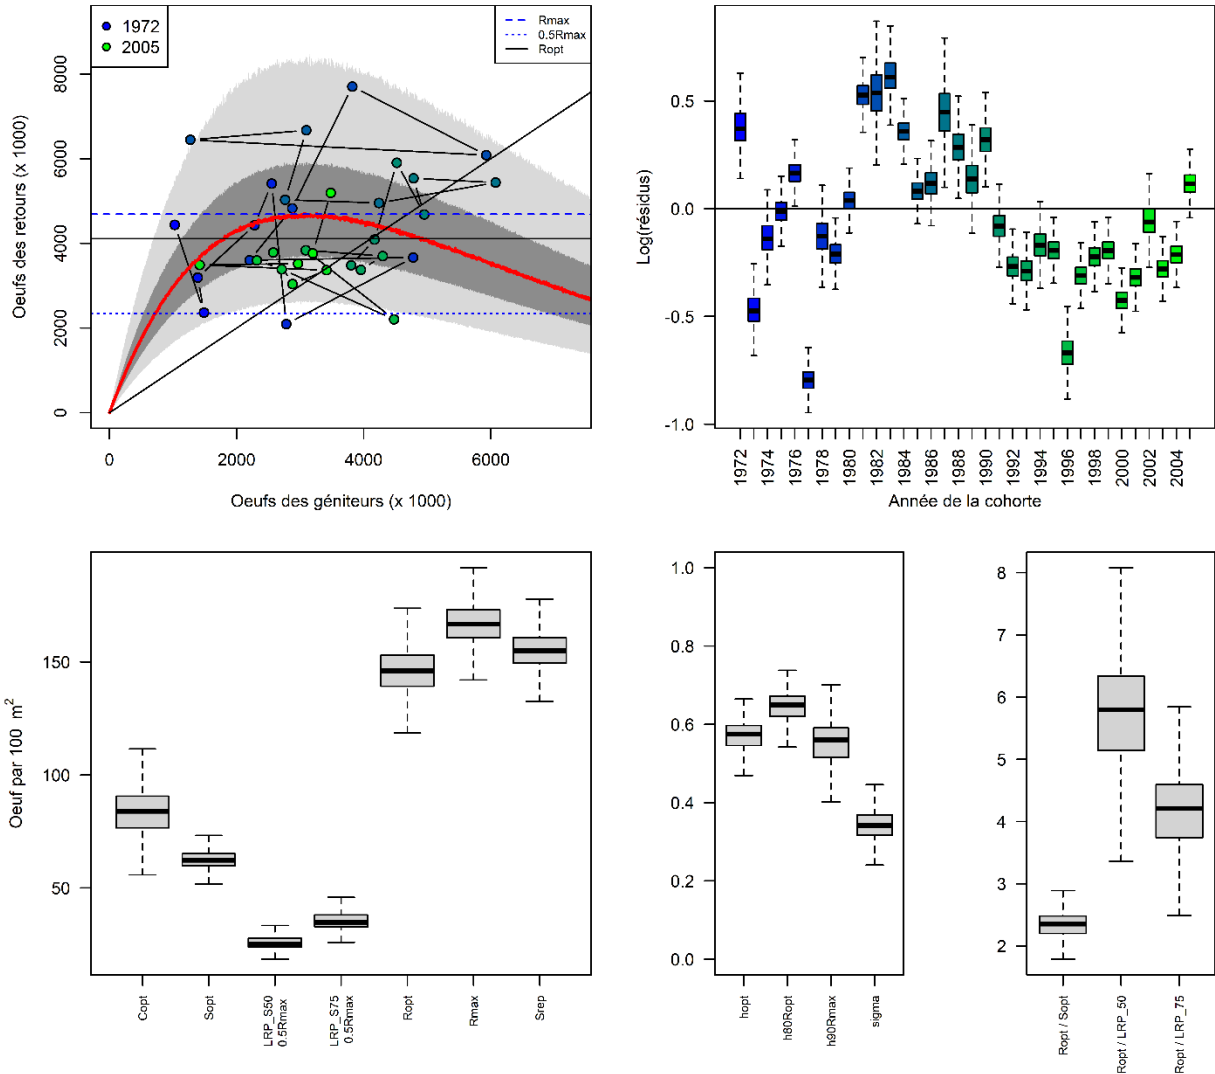 1972
2005
Rmax
0.5Rmax
Ropt
Oeufs des retours (x 1000)
0
2000
4000
6000
8000
0
2000
4000
6000
Oeufs des géniteurs (x 1000)
Log(résidus)
0.5
0.0
-0.5
-1.0
1972
1974
1976
1978
1980
1982
1984
1986
1988
1990
1992
1994
1996
1998
2000
2002
2004
Année de la cohorte
Oeuf par 100 m²
150
100
50
Copt
Sopt
LRP_S50
0.5Rmax
LRP_S75
0.5Rmax
Ropt
Rmax
Srep
1.0
0.8
0.6
0.4
0.2
0.0
hopt
h80Ropt
h90Rmax
sigma
8
7
6
5
4
3
2
Ropt / Sopt
Ropt / LRP_50
Ropt / LRP_75